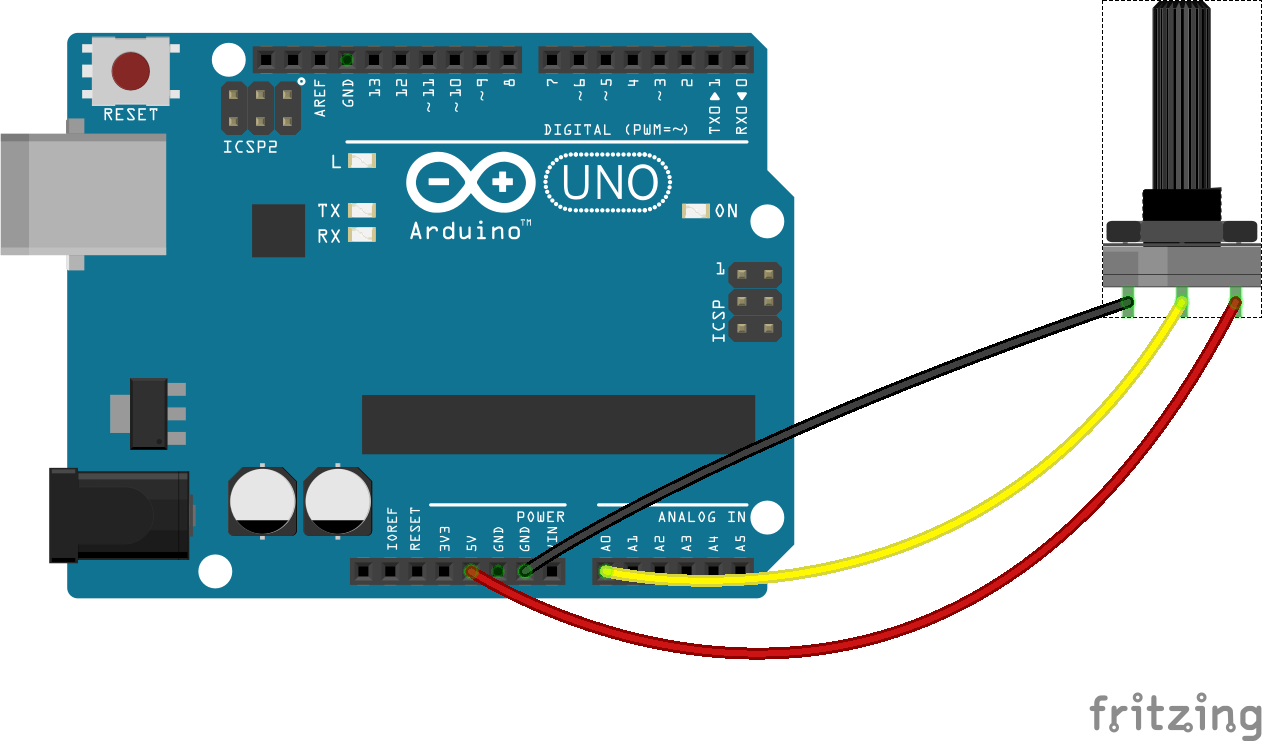 RESET
ICSP2
AREF
GND
13
12
~11
~10
~9
8
7
~6
~5
4
~3
2
TX0▶1
RX0◀0
DIGITAL (PWM=~)
L
TX
RX
UNO
Arduino™
ON
1
ICSP
POWER
ANALOG IN
IOREF
RESET
3V3
5V
GND
GND
VIN
A0
A1
A2
A3
A4
A5
fritzing